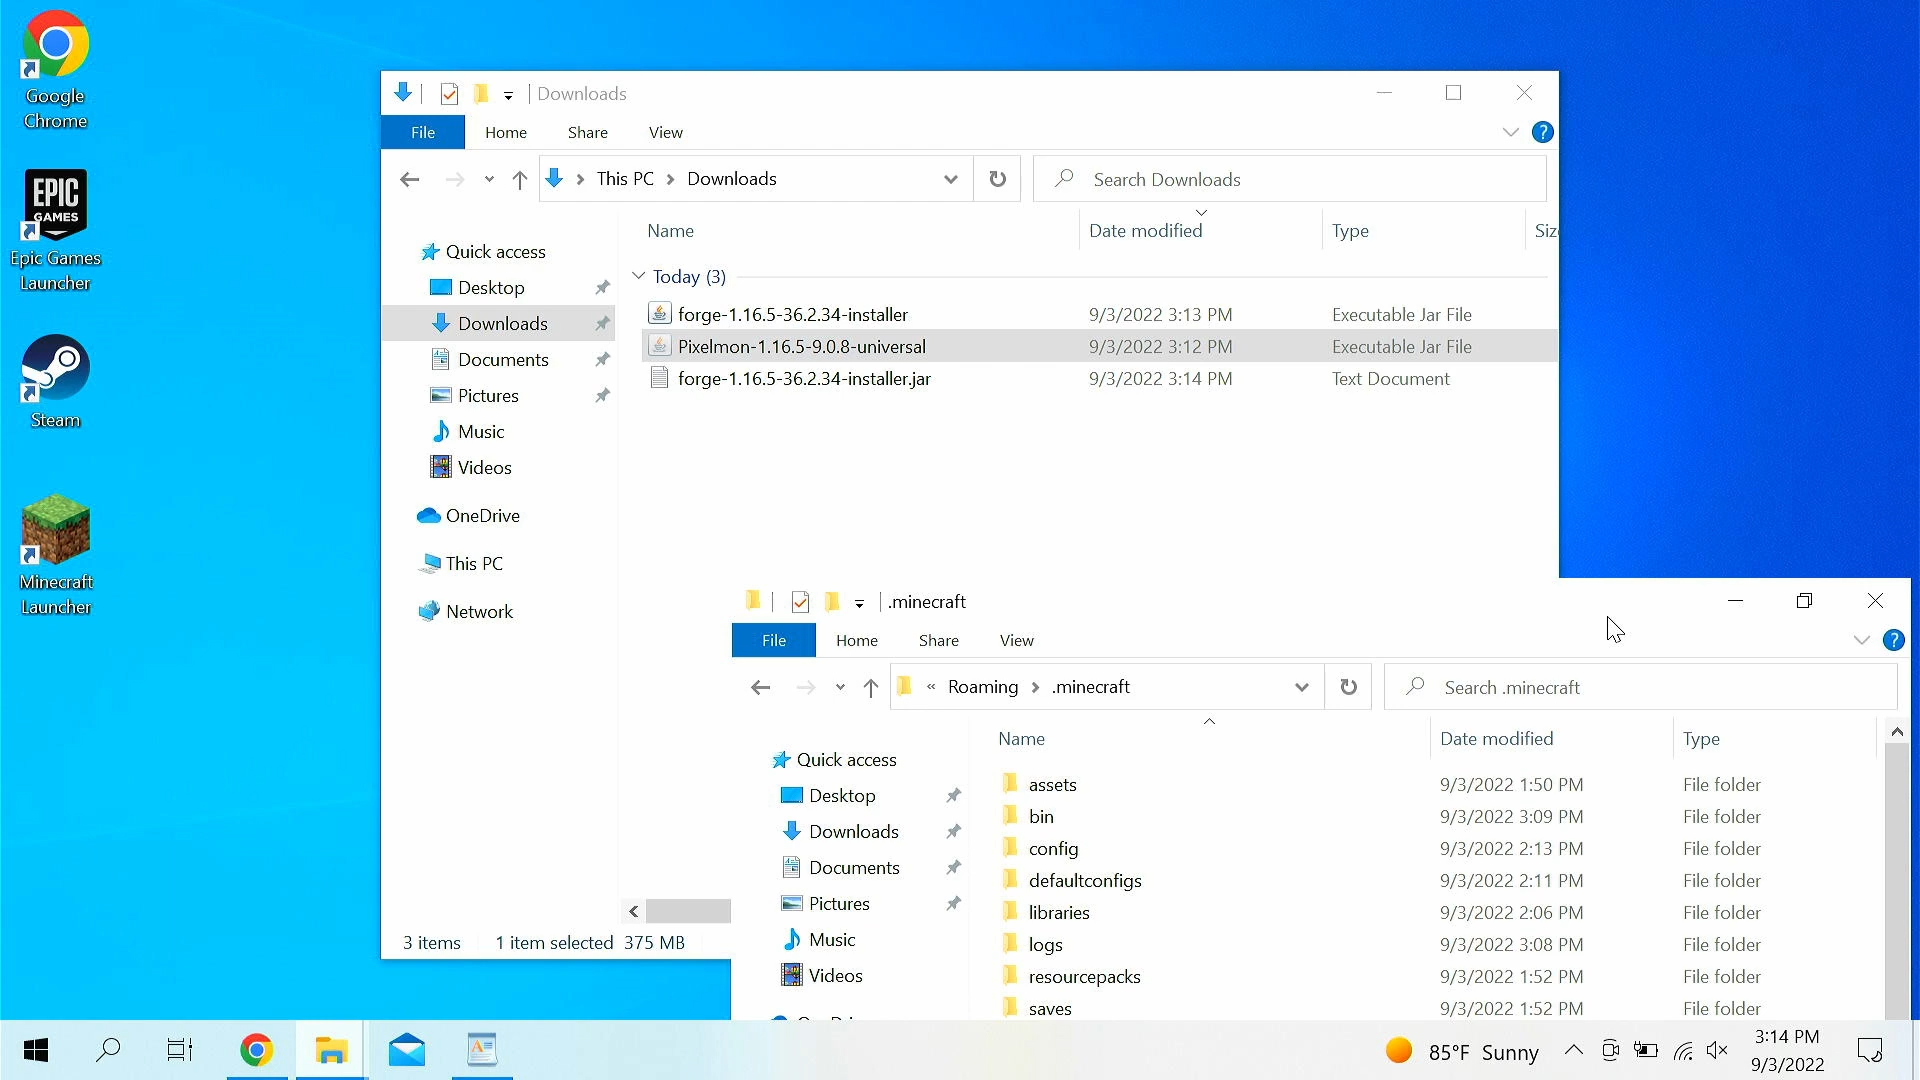 Google
Chrome
EPIC
GAMES
Epic Games
Launcher
Steam
Minecraft
Launcher
Downloads
File Home Share View
This PC Downloads
Search Downloads
Name Date modified Type
Quick access
Desktop
Downloads
Documents
Pictures
Music
Videos
OneDrive
This PC
Network
Today (3)
forge-1.16.5-36.2.34-installer 9/3/2022 3:13 PM Executable Jar File
Pixelmon-1.16.5-9.0.8-universal 9/3/2022 3:12 PM Executable Jar File
forge-1.16.5-36.2.34-installer.jar 9/3/2022 3:14 PM Text Document
3 items 1 item selected 375 MB
.minecraft
File Home Share View
« Roaming .minecraft
Search .minecraft
Name Date modified Type
Quick access
Desktop
Downloads
Documents
Pictures
Music
Videos
assets 9/3/2022 1:50 PM File folder
bin 9/3/2022 3:09 PM File folder
config 9/3/2022 2:13 PM File folder
defaultconfigs 9/3/2022 2:11 PM File folder
libraries 9/3/2022 2:06 PM File folder
logs 9/3/2022 3:08 PM File folder
resourcepacks 9/3/2022 1:52 PM File folder
saves 9/3/2022 1:52 PM File folder
85°F Sunny
3:14 PM
9/3/2022